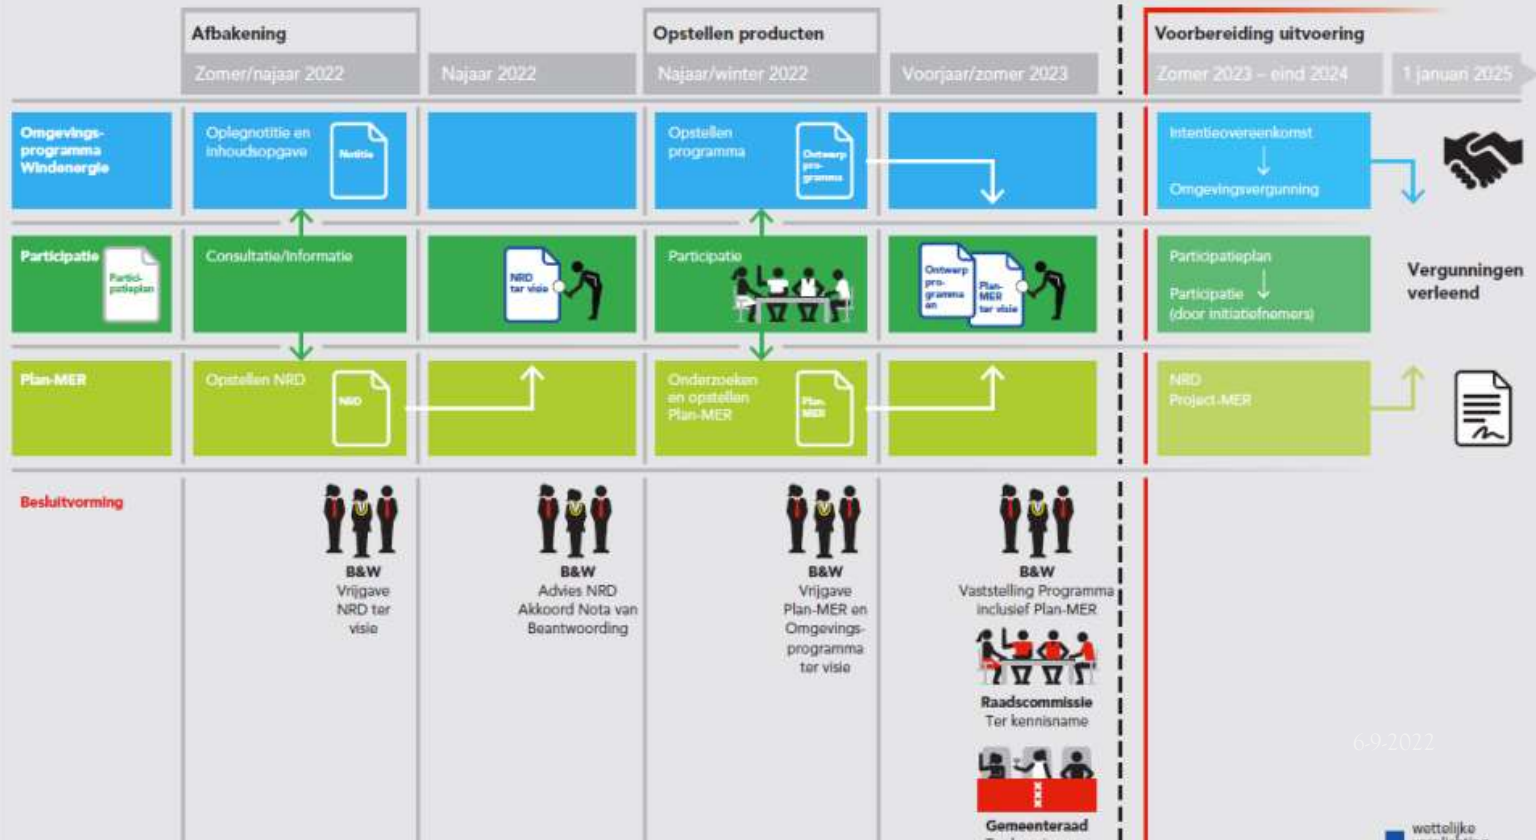 Afbakening
Opstellen producten
Voorbereiding uitvoering
Zomer/najaar 2022
Najaar 2022
Najaar/winter 2022
Voorjaar/zomer 2023
Zomer 2023 – eind 2024
1 januari 2025
Omgevings-
programma
Windenergie
Oplegnotitie en
inhoudsopgave
Notitie
Opstellen
programma
Ontwerp
pro-
gramma
Intentieovereenkomst
Omgevingsvergunning
Participatie
Partici-
patieplan
Consultatie/Informatie
NRD
ter visie
Participatie
Ontwerp
pro-
gramma
en
Plan-
MER
ter visie
Participatieplan
Participatie
(door initiatiefnemers)
Vergunningen
verleend
Plan-MER
Opstellen NRD
NRD
Onderzoeken
en opstellen
Plan-MER
Plan-
MER
NRD
Project-MER
Besluitvorming
B&W
Vrijgave
NRD ter
visie
B&W
Advies NRD
Akkoord Nota van
Beantwoording
B&W
Vrijgave
Plan-MER en
Omgevings-
programma
ter visie
B&W
Vaststelling Programma
inclusief Plan-MER
Raadscommissie
Ter kennisname
Gemeenteraad
6-9-2022
wettelijke